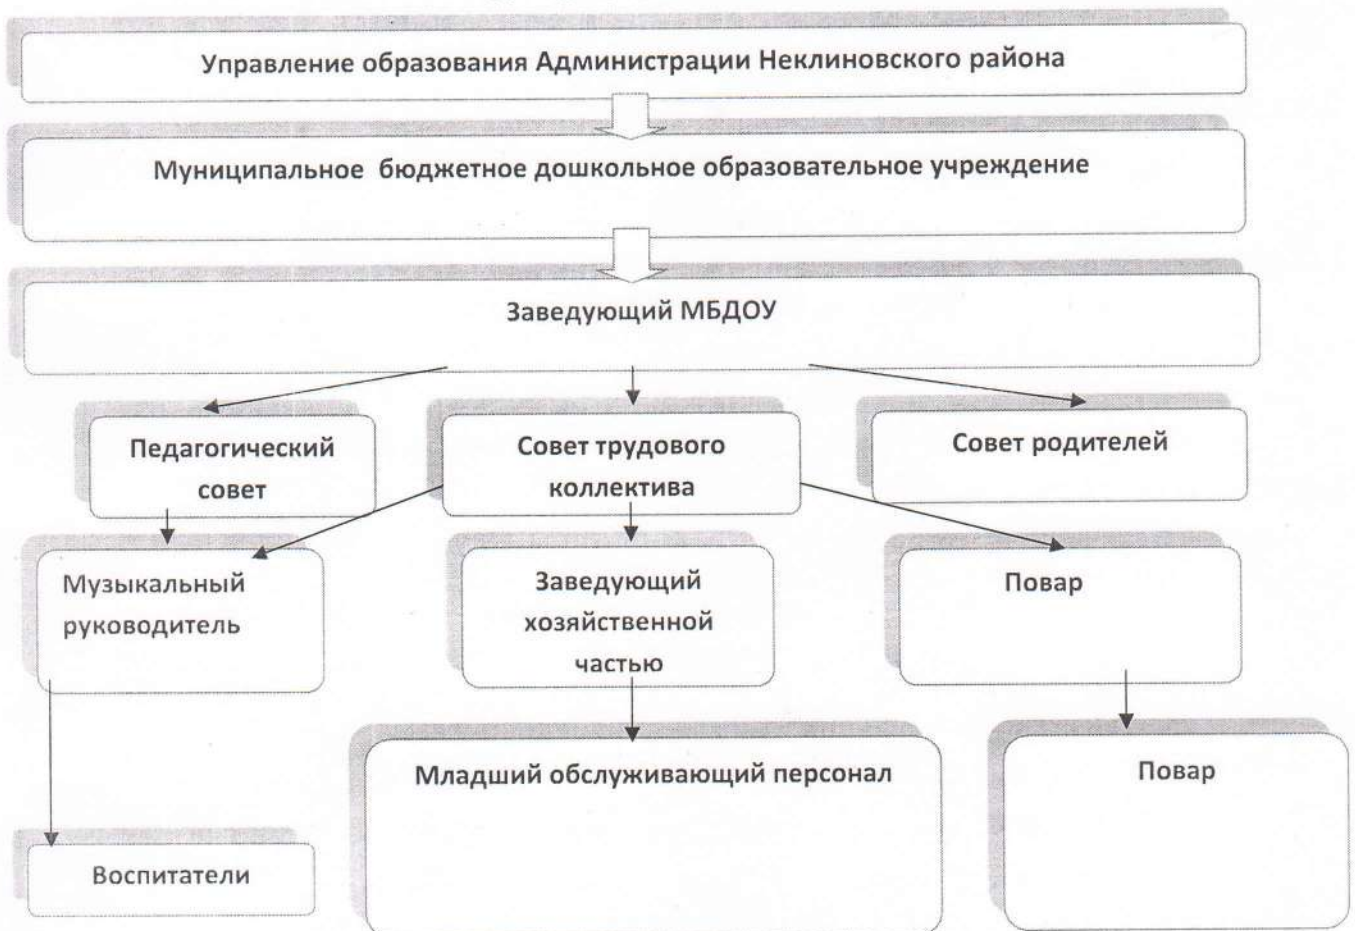 Управление образования Администрации Неклиновского района
Муниципальное бюджетное дошкольное образовательное учреждение
Заведующий МБДОУ
Педагогический
совет
Совет трудового
коллектива
Совет родителей
Музыкальный
руководитель
Заведующий
хозяйственной
частью
Повар
Младший обслуживающий персонал
Повар
Воспитатели